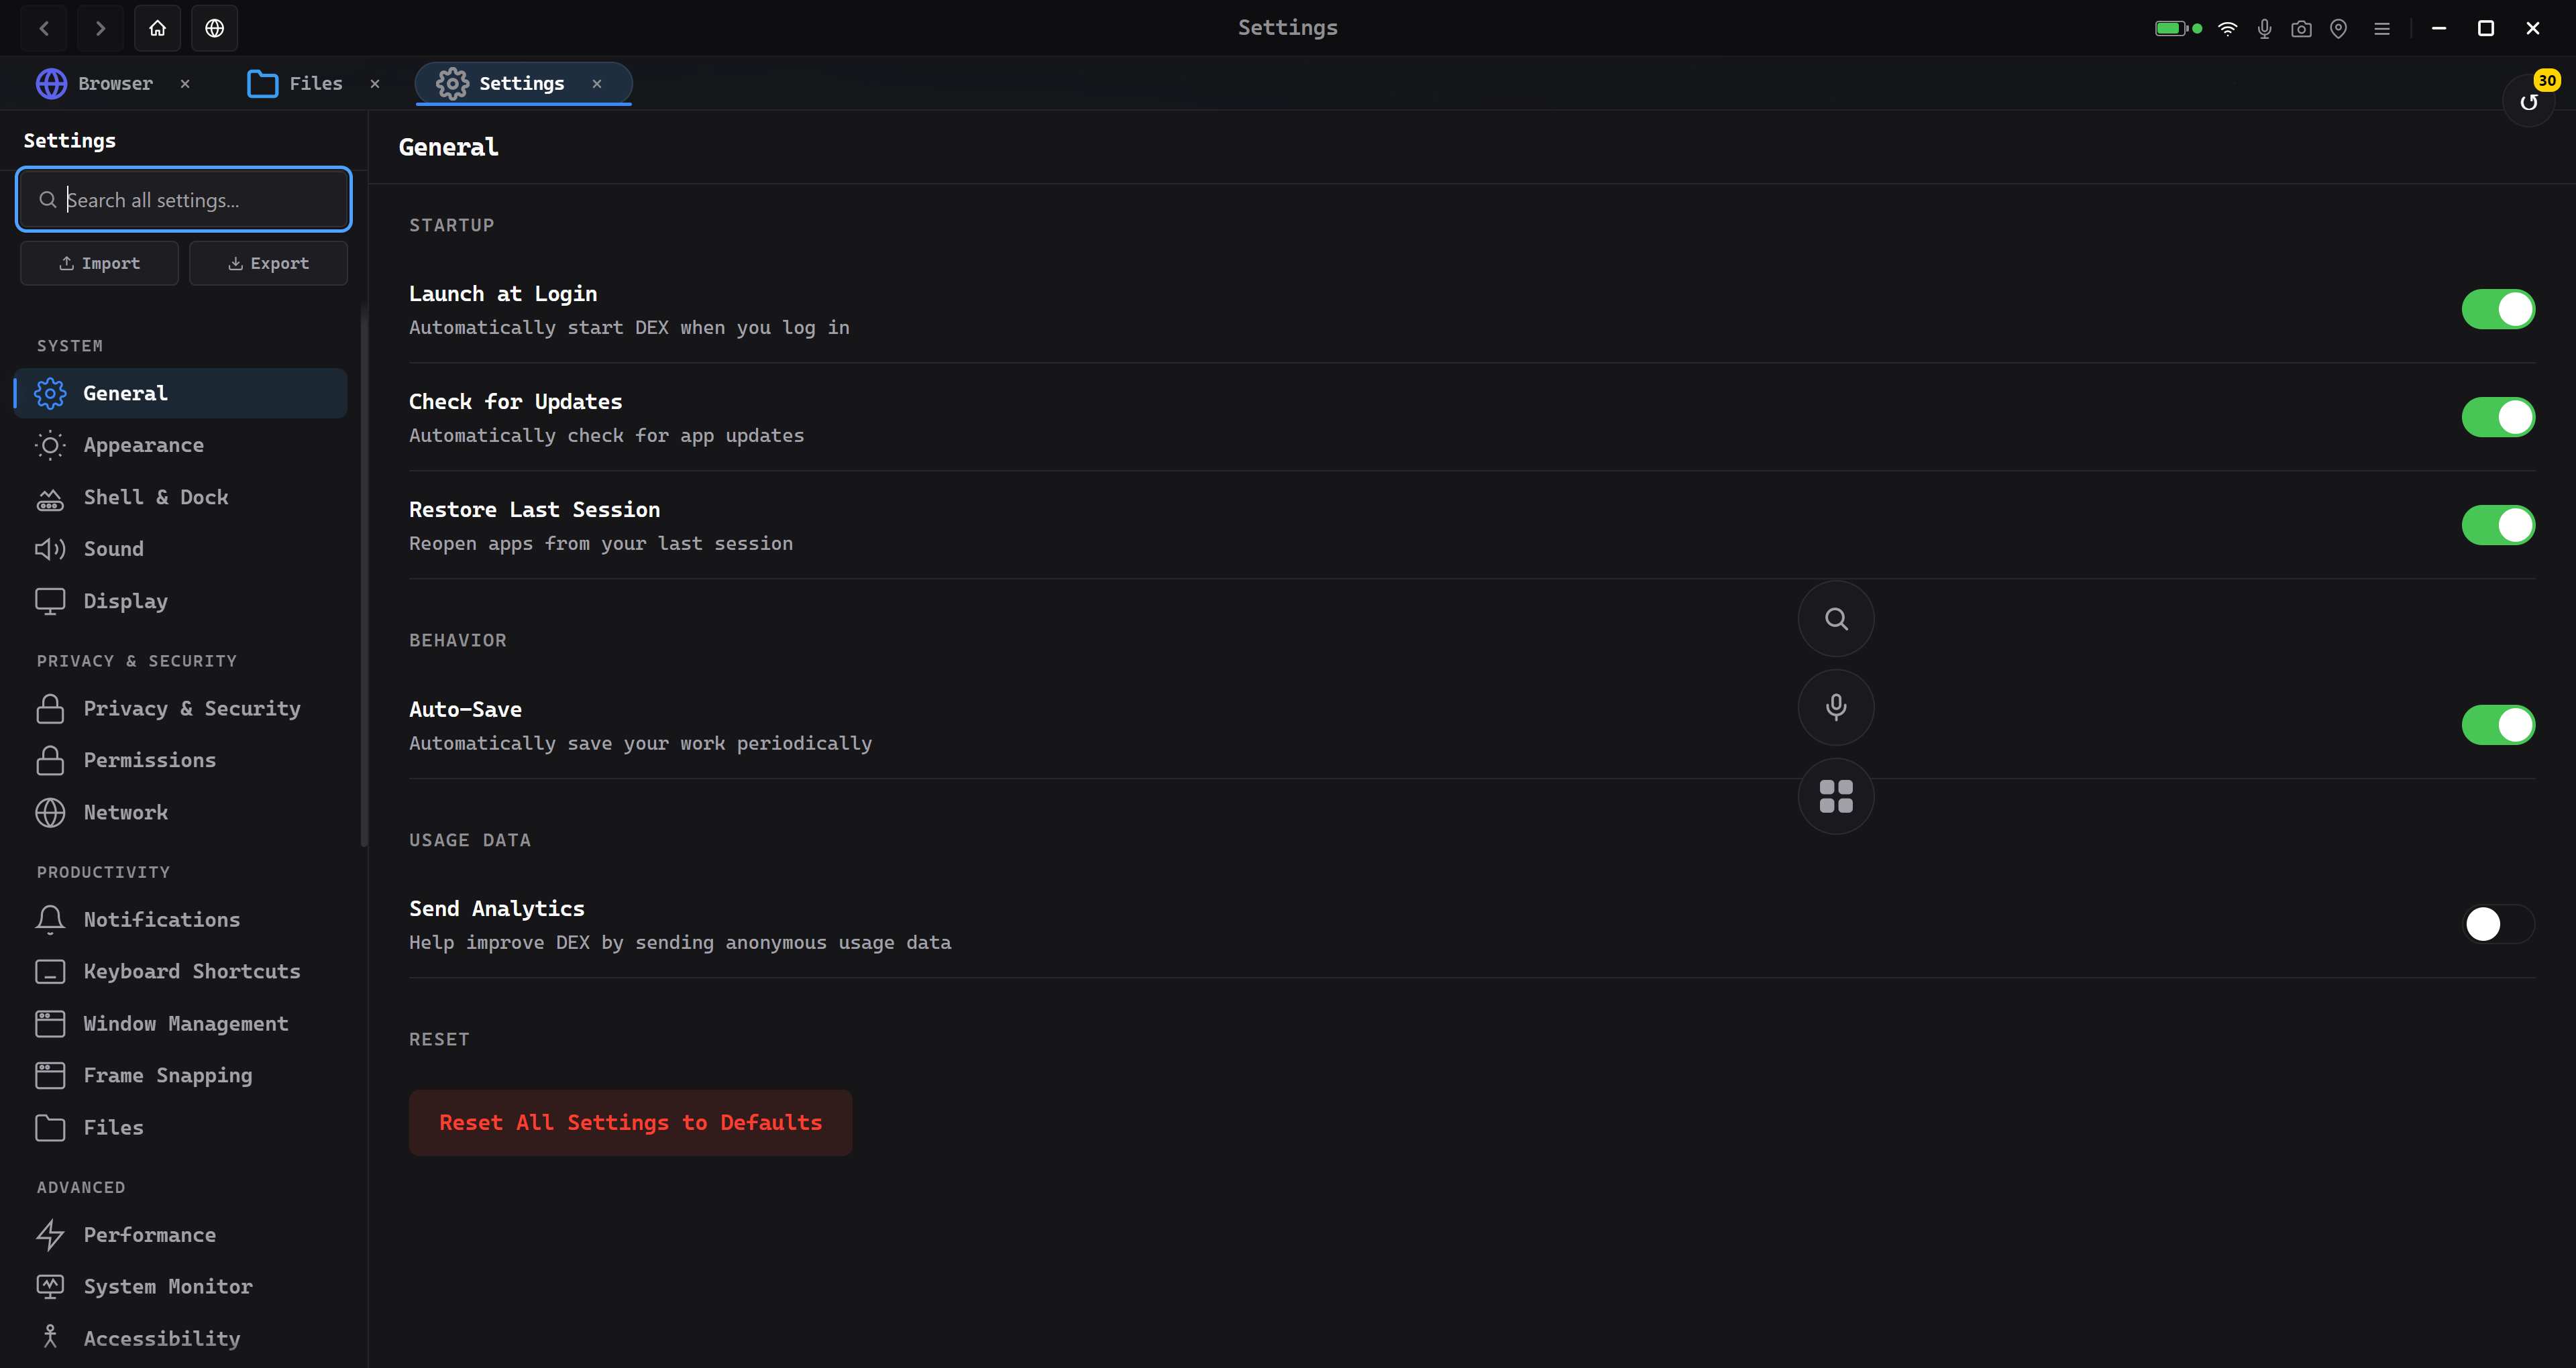 Settings
Browser
Files
Settings
30
Settings
Search all settings...
Import
Export
SYSTEM
General
Appearance
Shell & Dock
Sound
Display
PRIVACY & SECURITY
Privacy & Security
Permissions
Network
PRODUCTIVITY
Notifications
Keyboard Shortcuts
Window Management
Frame Snapping
Files
ADVANCED
Performance
System Monitor
Accessibility
General
STARTUP
Launch at Login
Automatically start DEX when you log in
Check for Updates
Automatically check for app updates
Restore Last Session
Reopen apps from your last session
BEHAVIOR
Auto-Save
Automatically save your work periodically
USAGE DATA
Send Analytics
Help improve DEX by sending anonymous usage data
RESET
Reset All Settings to Defaults